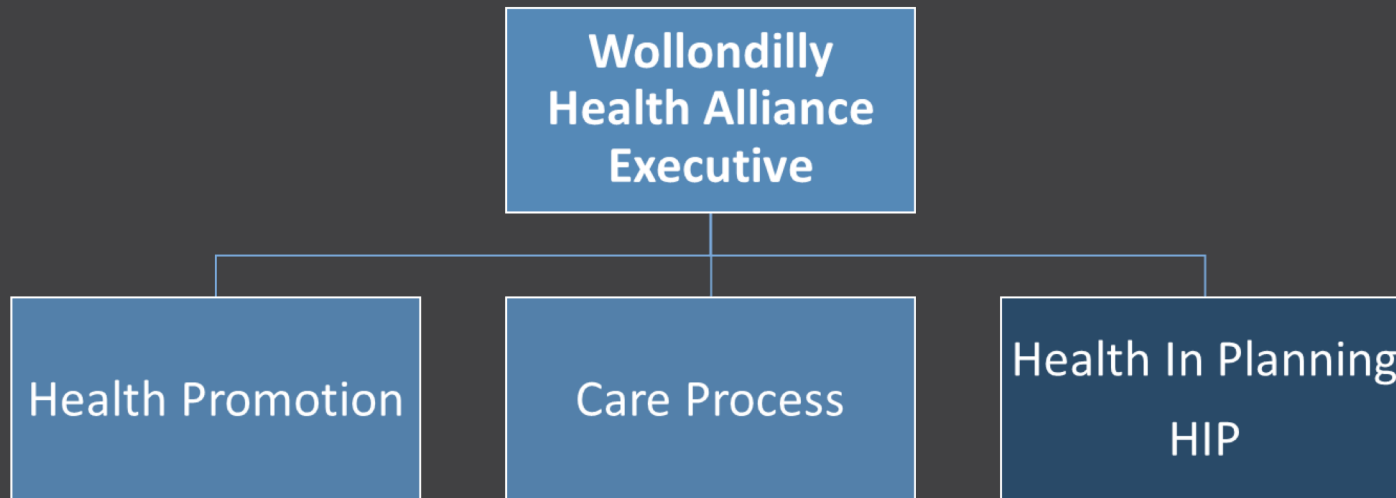 Wollondilly
Health Alliance
Executive
Health Promotion
Care Process
Health In Planning
HIP